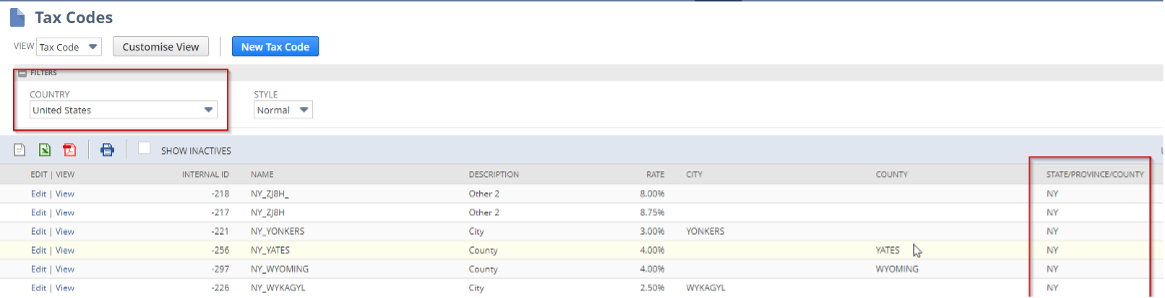 Tax Codes
VIEW Tax Code Customise View New Tax Code
FILTERS
COUNTRY STYLE
United States Normal
SHOW INACTIVES
EDIT | VIEW INTERNAL ID NAME DESCRIPTION RATE CITY COUNTY STATE/PROVINCE/COUNTY
Edit | View -218 NY_ZJ8H_ Other 2 8.00% NY
Edit | View -217 NY_ZJ8H Other 2 8.75% NY
Edit | View -221 NY_YONKERS City 3.00% YONKERS NY
Edit | View -256 NY_YATES County 4.00% YATES NY
Edit | View -297 NY_WYOMING County 4.00% WYOMING NY
Edit | View -226 NY_WYKAGYL City 2.50% WYKAGYL NY